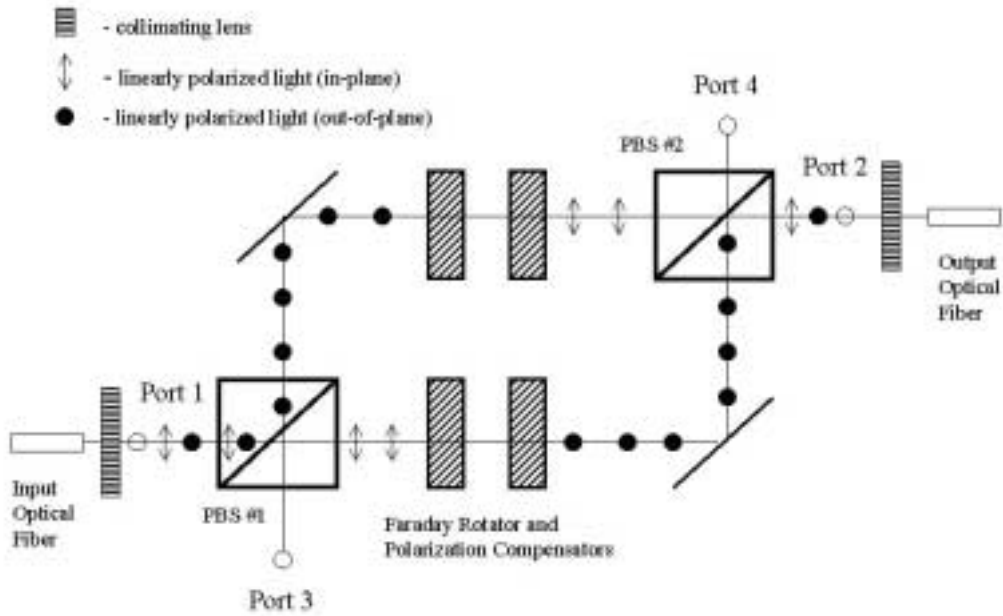 - collimating lens
- linearly polarized light (in-plane)
- linearly polarized light (out-of-plane)
Port 4
PBS #2
Port 2
Output
Optical
Fiber
Port 1
Input
Optical
Fiber
PBS #1
Faraday Rotator and
Polarization Compensators
Port 3